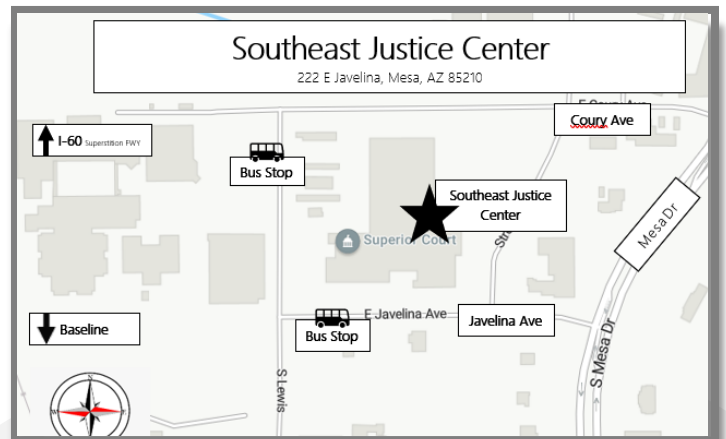 Southeast Justice Center
222 E Javelina, Mesa, AZ 85210
Coury Ave
I-60 Superstition FWY
Bus Stop
Southeast Justice
Center
Mesa Dr
Superior Court
E Javelina Ave
Javelina Ave
Baseline
Bus Stop
S Mesa Dr
S Lewis